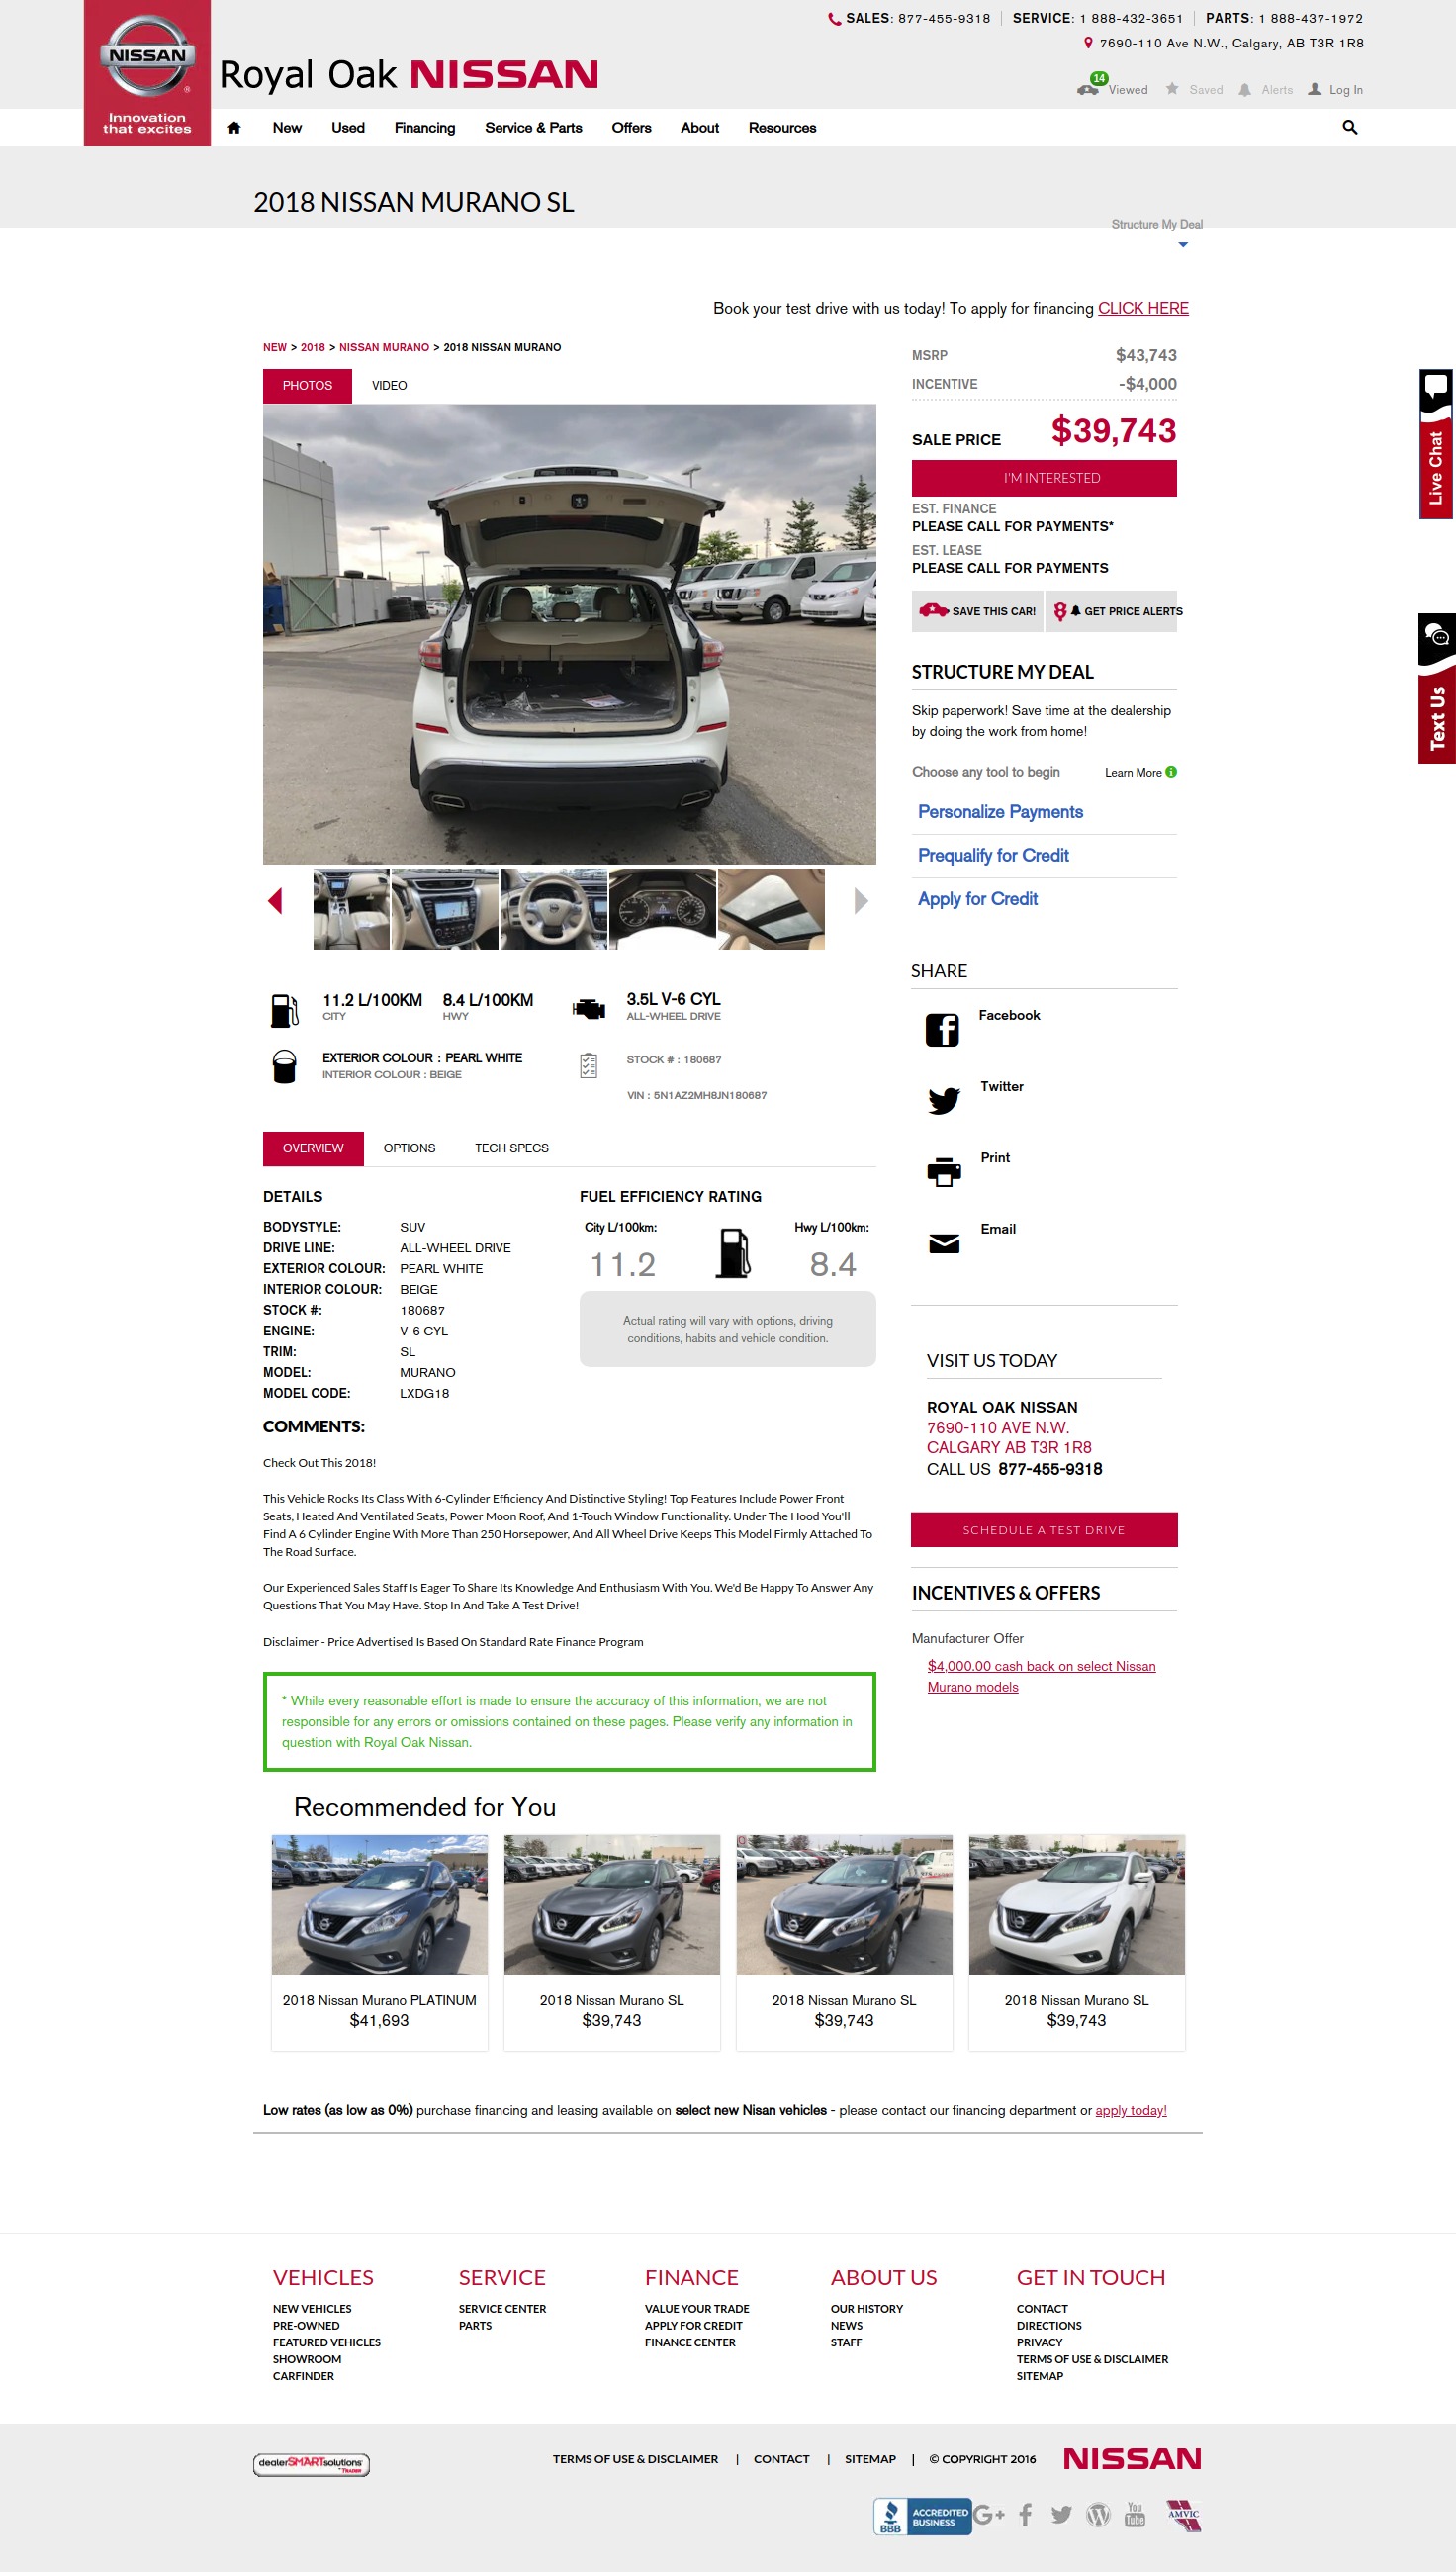 SALES: 877-455-9318 SERVICE: 1 888-432-3651 PARTS: 1 888-437-1972
7690-110 Ave N.W., Calgary, AB T3R 1R8
NISSAN
Innovation
that excites
Royal Oak NISSAN
14
Viewed Saved Alerts Log In
New Used Financing Service & Parts Offers About Resources
2018 NISSAN MURANO SL
Structure My Deal
Book your test drive with us today! To apply for financing CLICK HERE
NEW > 2018 > NISSAN MURANO > 2018 NISSAN MURANO
PHOTOS VIDEO
MSRP $43,743
INCENTIVE -$4,000
SALE PRICE $39,743
I'M INTERESTED
EST. FINANCE
PLEASE CALL FOR PAYMENTS*
EST. LEASE
PLEASE CALL FOR PAYMENTS
SAVE THIS CAR! GET PRICE ALERTS
Live Chat
Text Us
STRUCTURE MY DEAL
Skip paperwork! Save time at the dealership
by doing the work from home!
Choose any tool to begin Learn More
Personalize Payments
Prequalify for Credit
Apply for Credit
11.2 L/100KM 8.4 L/100KM 3.5L V-6 CYL
CITY HWY ALL-WHEEL DRIVE
EXTERIOR COLOUR : PEARL WHITE
INTERIOR COLOUR : BEIGE
STOCK # : 180687
VIN : 5N1AZ2MH8JN180687
SHARE
Facebook
Twitter
Print
Email
OVERVIEW OPTIONS TECH SPECS
DETAILS
BODYSTYLE: SUV
DRIVE LINE: ALL-WHEEL DRIVE
EXTERIOR COLOUR: PEARL WHITE
INTERIOR COLOUR: BEIGE
STOCK #: 180687
ENGINE: V-6 CYL
TRIM: SL
MODEL: MURANO
MODEL CODE: LXDG18
FUEL EFFICIENCY RATING
City L/100km: Hwy L/100km:
11.2 8.4
Actual rating will vary with options, driving
conditions, habits and vehicle condition.
COMMENTS:
Check Out This 2018!
This Vehicle Rocks Its Class With 6-Cylinder Efficiency And Distinctive Styling! Top Features Include Power Front
Seats, Heated And Ventilated Seats, Power Moon Roof, And 1-Touch Window Functionality. Under The Hood You'll
Find A 6 Cylinder Engine With More Than 250 Horsepower, And All Wheel Drive Keeps This Model Firmly Attached To
The Road Surface.
Our Experienced Sales Staff Is Eager To Share Its Knowledge And Enthusiasm With You. We'd Be Happy To Answer Any
Questions That You May Have. Stop In And Take A Test Drive!
Disclaimer - Price Advertised Is Based On Standard Rate Finance Program
* While every reasonable effort is made to ensure the accuracy of this information, we are not
responsible for any errors or omissions contained on these pages. Please verify any information in
question with Royal Oak Nissan.
VISIT US TODAY
ROYAL OAK NISSAN
7690-110 AVE N.W.
CALGARY AB T3R 1R8
CALL US 877-455-9318
SCHEDULE A TEST DRIVE
INCENTIVES & OFFERS
Manufacturer Offer
$4,000.00 cash back on select Nissan
Murano models
Recommended for You
2018 Nissan Murano PLATINUM
$41,693
2018 Nissan Murano SL
$39,743
2018 Nissan Murano SL
$39,743
2018 Nissan Murano SL
$39,743
Low rates (as low as 0%) purchase financing and leasing available on select new Nisan vehicles - please contact our financing department or apply today!
VEHICLES
NEW VEHICLES
PRE-OWNED
FEATURED VEHICLES
SHOWROOM
CARFINDER
SERVICE
SERVICE CENTER
PARTS
FINANCE
VALUE YOUR TRADE
APPLY FOR CREDIT
FINANCE CENTER
ABOUT US
OUR HISTORY
NEWS
STAFF
GET IN TOUCH
CONTACT
DIRECTIONS
PRIVACY
TERMS OF USE & DISCLAIMER
SITEMAP
dealerSMARTsolutions
TRADER
TERMS OF USE & DISCLAIMER | CONTACT | SITEMAP | © COPYRIGHT 2016
NISSAN
BBB
ACCREDITED
BUSINESS
G+
You
Tube
AMVIC